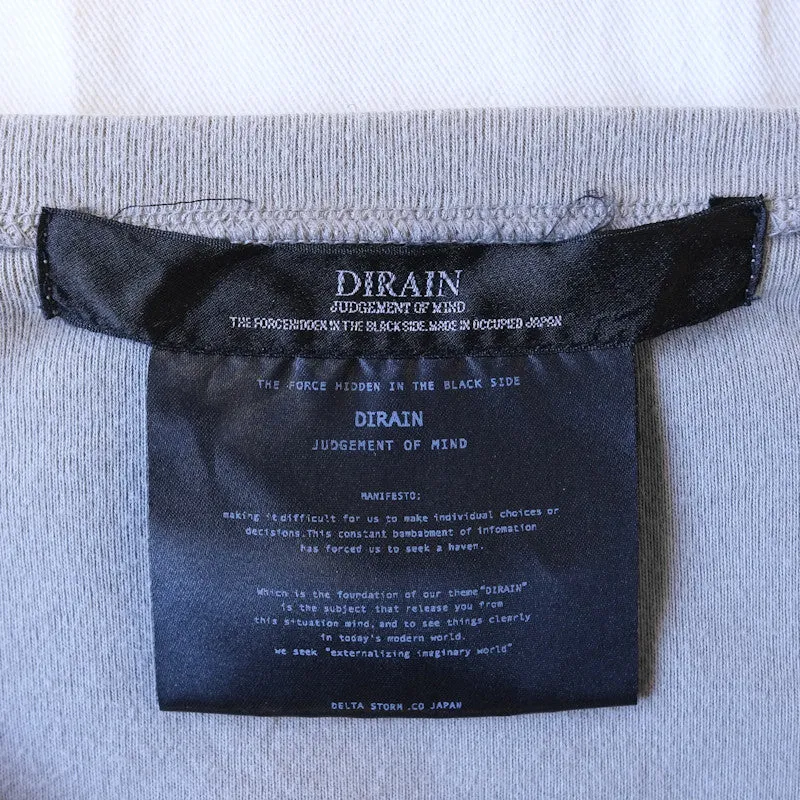 DIRAIN
JUDGEMENT OF MIND
THE FORCEHIDDEN IN THE BLACK SIDE.MADE IN OCCUPIED JAPAN
THE FORCE HIDDEN IN THE BLACK SIDE
DIRAIN
JUDGEMENT OF MIND
MANIFESTO;
making it difficult for us to make individual choices or
decisions.This constant bambabment of infomation
has forced us to seek a haven.
Which is the foundation of our theme"DIRAIN"
is the subject that release you from
this situation mind,and to see things clearly
in today's modern world.
we seek "externalizing imaginary world"
DELTA STORM .CO JAPAN